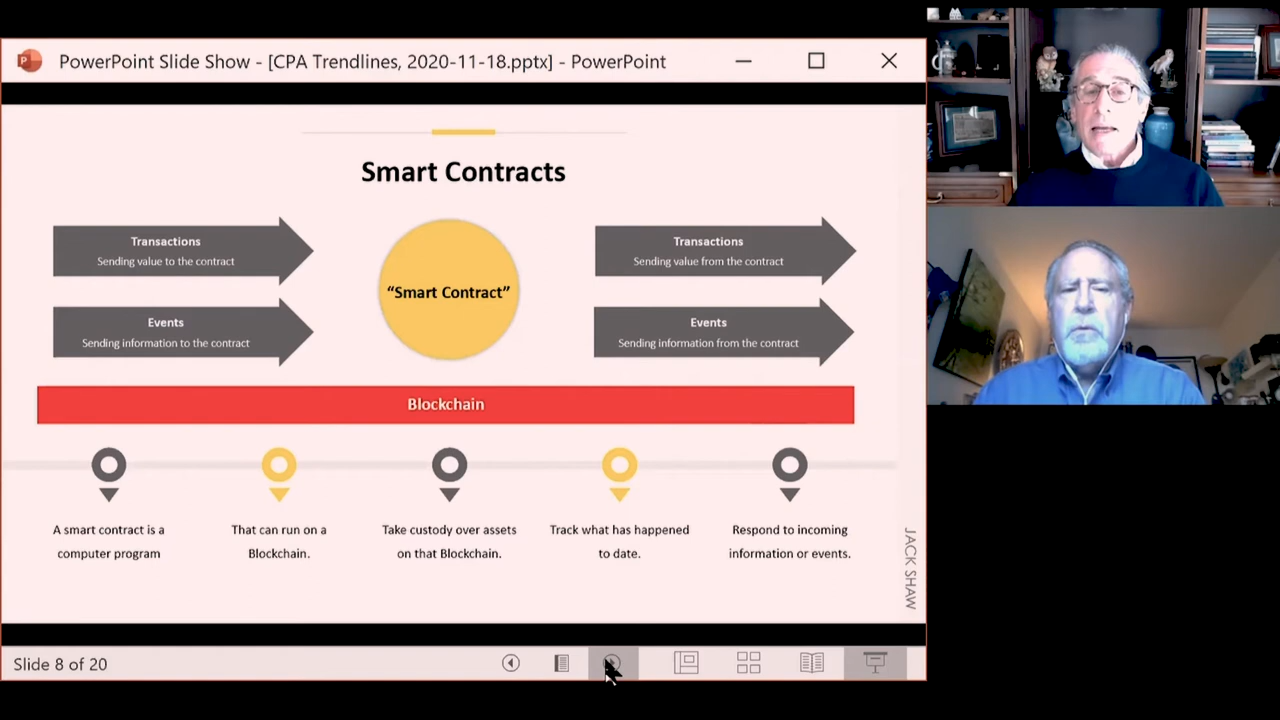 PowerPoint Slide Show - [CPA Trendlines, 2020-11-18.pptx] - PowerPoint
Smart Contracts
Transactions
Sending value to the contract
Events
Sending information to the contract
“Smart Contract”
Transactions
Sending value from the contract
Events
Sending information from the contract
Blockchain
A smart contract is a
computer program
That can run on a
Blockchain.
Take custody over assets
on that Blockchain.
Track what has happened
to date.
Respond to incoming
information or events.
JACK SHAW
Slide 8 of 20